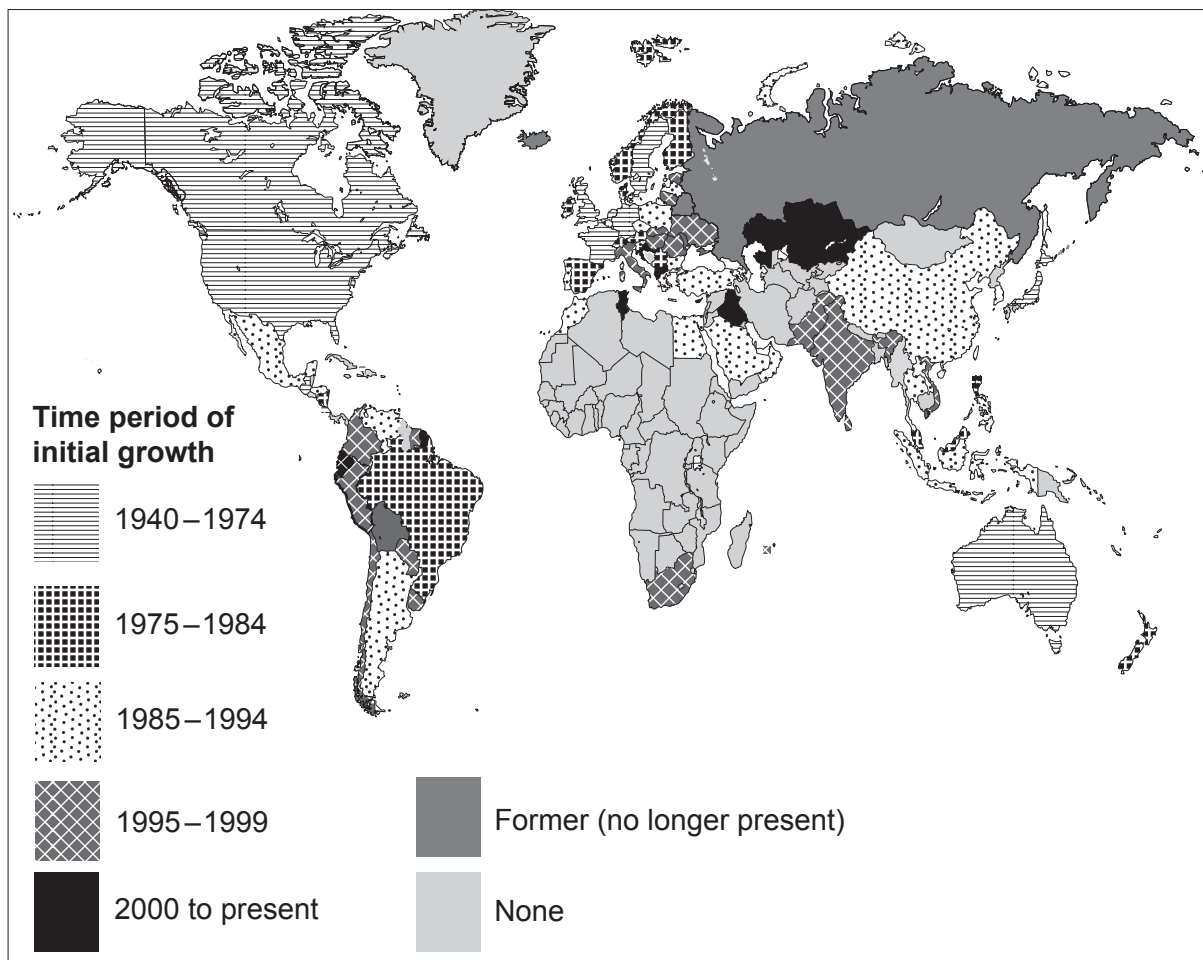 Time period of
initial growth
1940–1974
1975–1984
1985–1994
1995–1999
2000 to present
Former (no longer present)
None